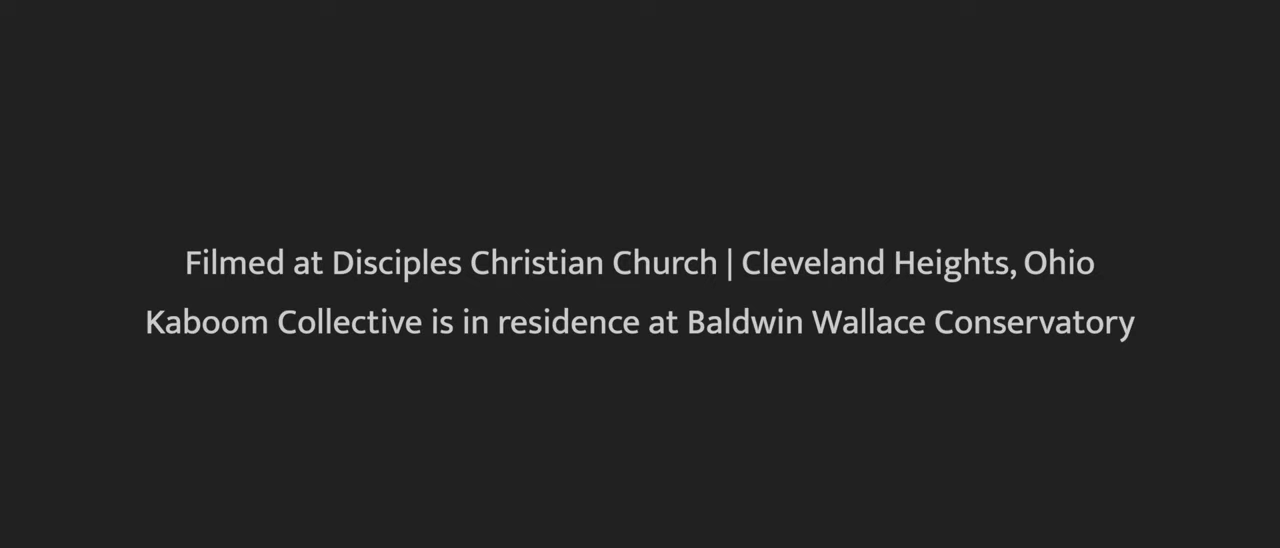 Filmed at Disciples Christian Church | Cleveland Heights, Ohio
Kaboom Collective is in residence at Baldwin Wallace Conservatory